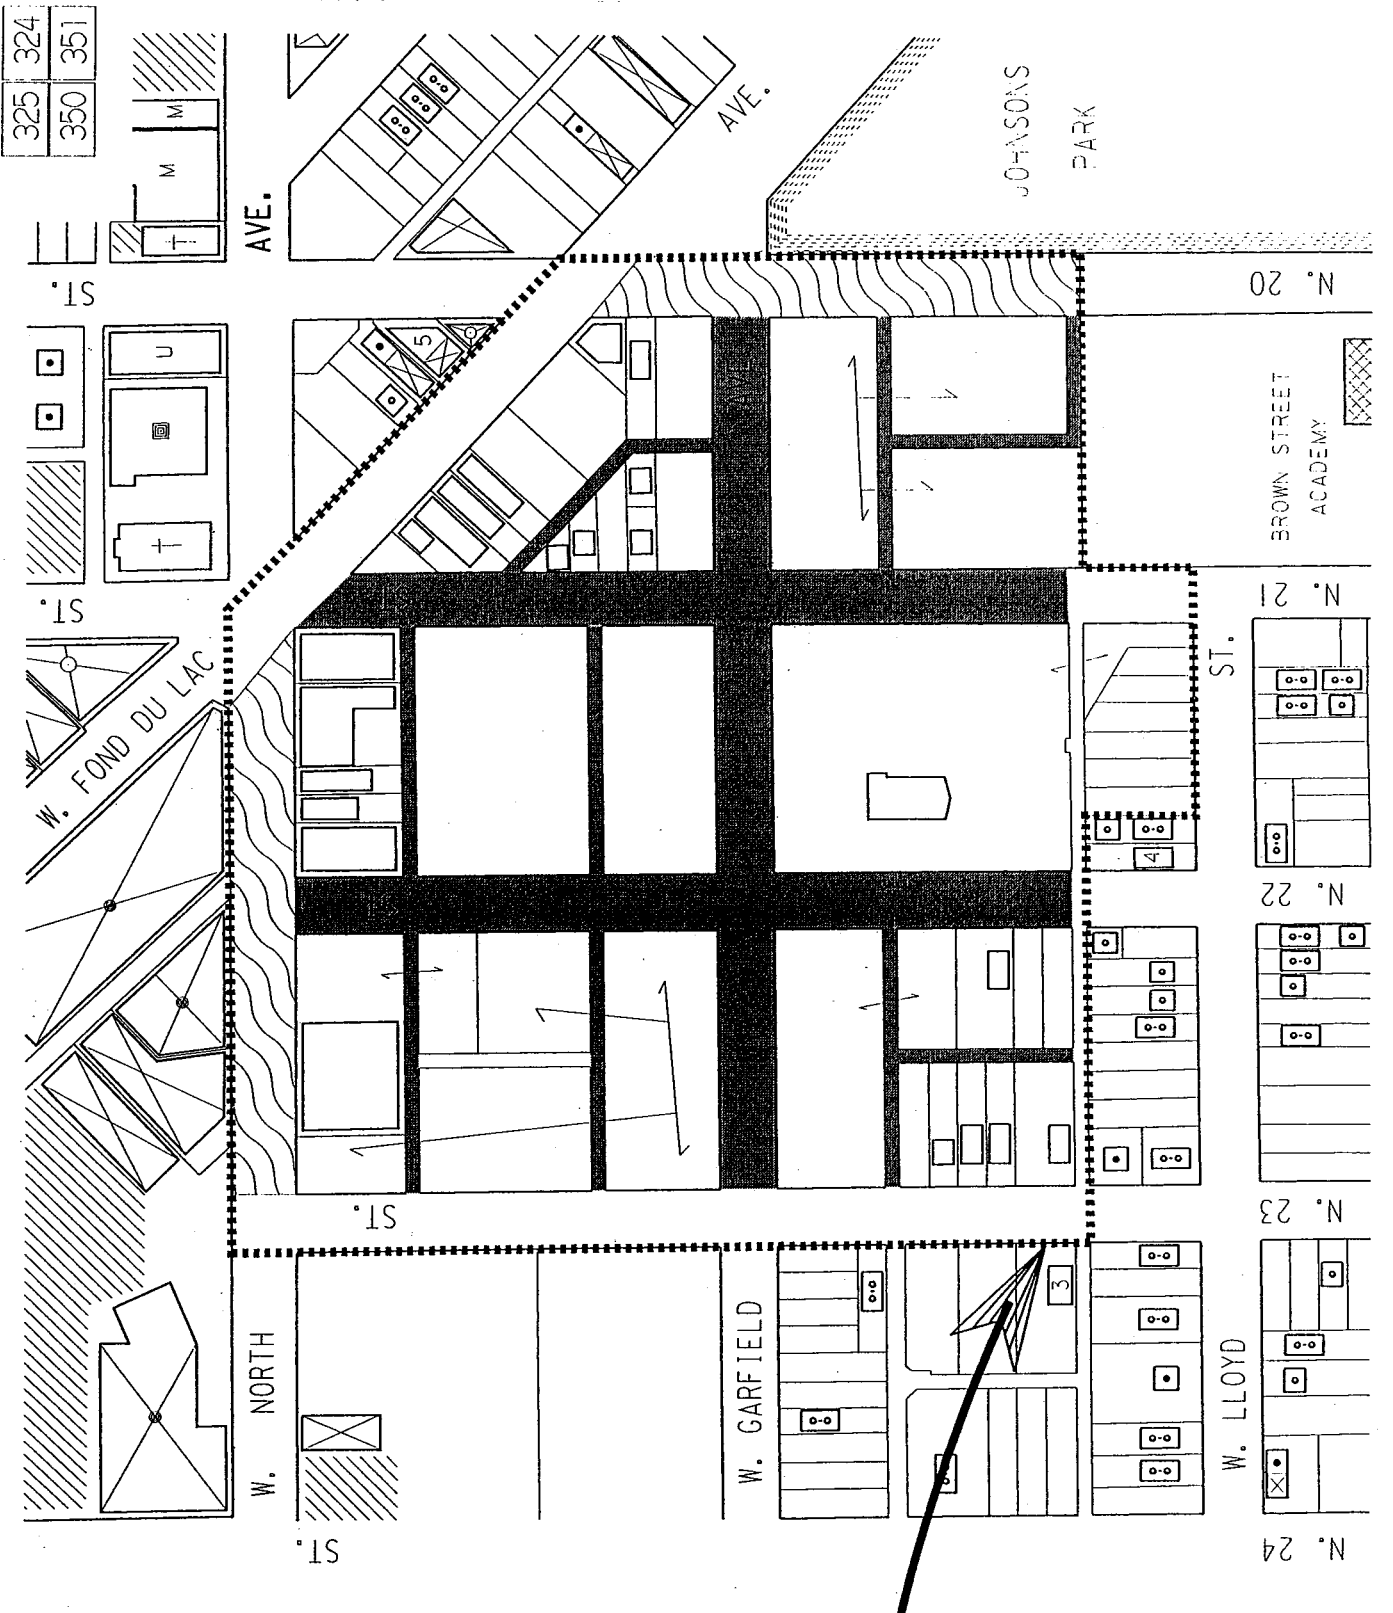 325 324
350 351
M
M
AVE.
AVE.
JOHNSONS
PARK
ST.
N. 20
U
5
BROWN STREET
ACADEMY
ST.
N. 21
W. FOND DU LAC
ST.
4
N. 22
ST.
N. 23
3
W. NORTH
W. GARFIELD
W. LLOYD
ST.
N. 24